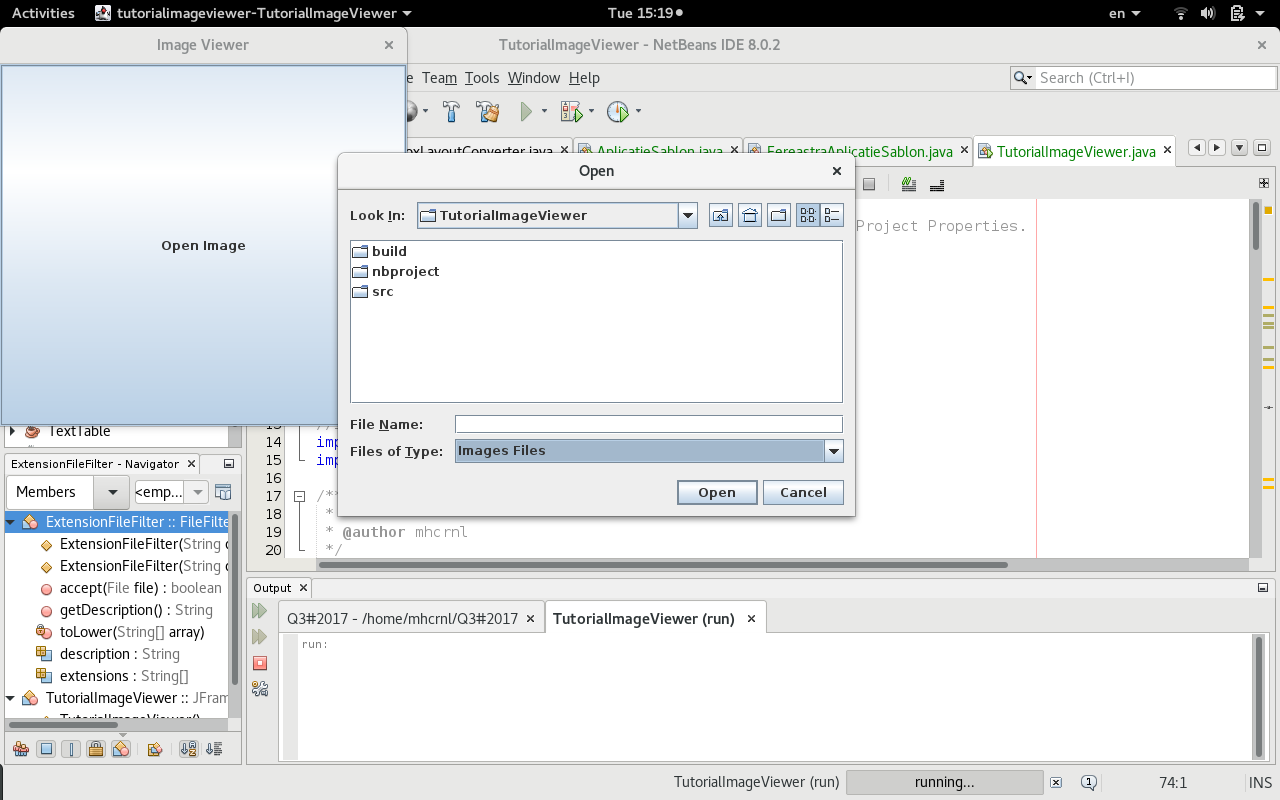 Activities tutorialimageviewer-TutorialImageViewer Tue 15:19 en
Image Viewer TutorialImageViewer - NetBeans IDE 8.0.2
Team Tools Window Help Search (Ctrl+I)
AplicatieSablon.java FereastraAplicatieSablon.java TutorialImageViewer.java
Open
Look In: TutorialImageViewer
Project Properties.
Open Image
build
nbproject
src
File Name:
Files of Type: Images Files
Open Cancel
TextTable
ExtensionFileFilter - Navigator
Members <emp...
ExtensionFileFilter :: FileFilte
ExtensionFileFilter(String
ExtensionFileFilter(String
accept(File file) : boolean
getDescription() : String
toLower(String[] array)
description : String
extensions : String[]
TutorialImageViewer :: JFram
14 imp
15 imp
16
17 /**
18 *
19 * @author mhcrnl
20 */
Output
Q3#2017 - /home/mhcrnl/Q3#2017 TutorialImageViewer (run)
run:
TutorialImageViewer (run) running... 1 74:1 INS